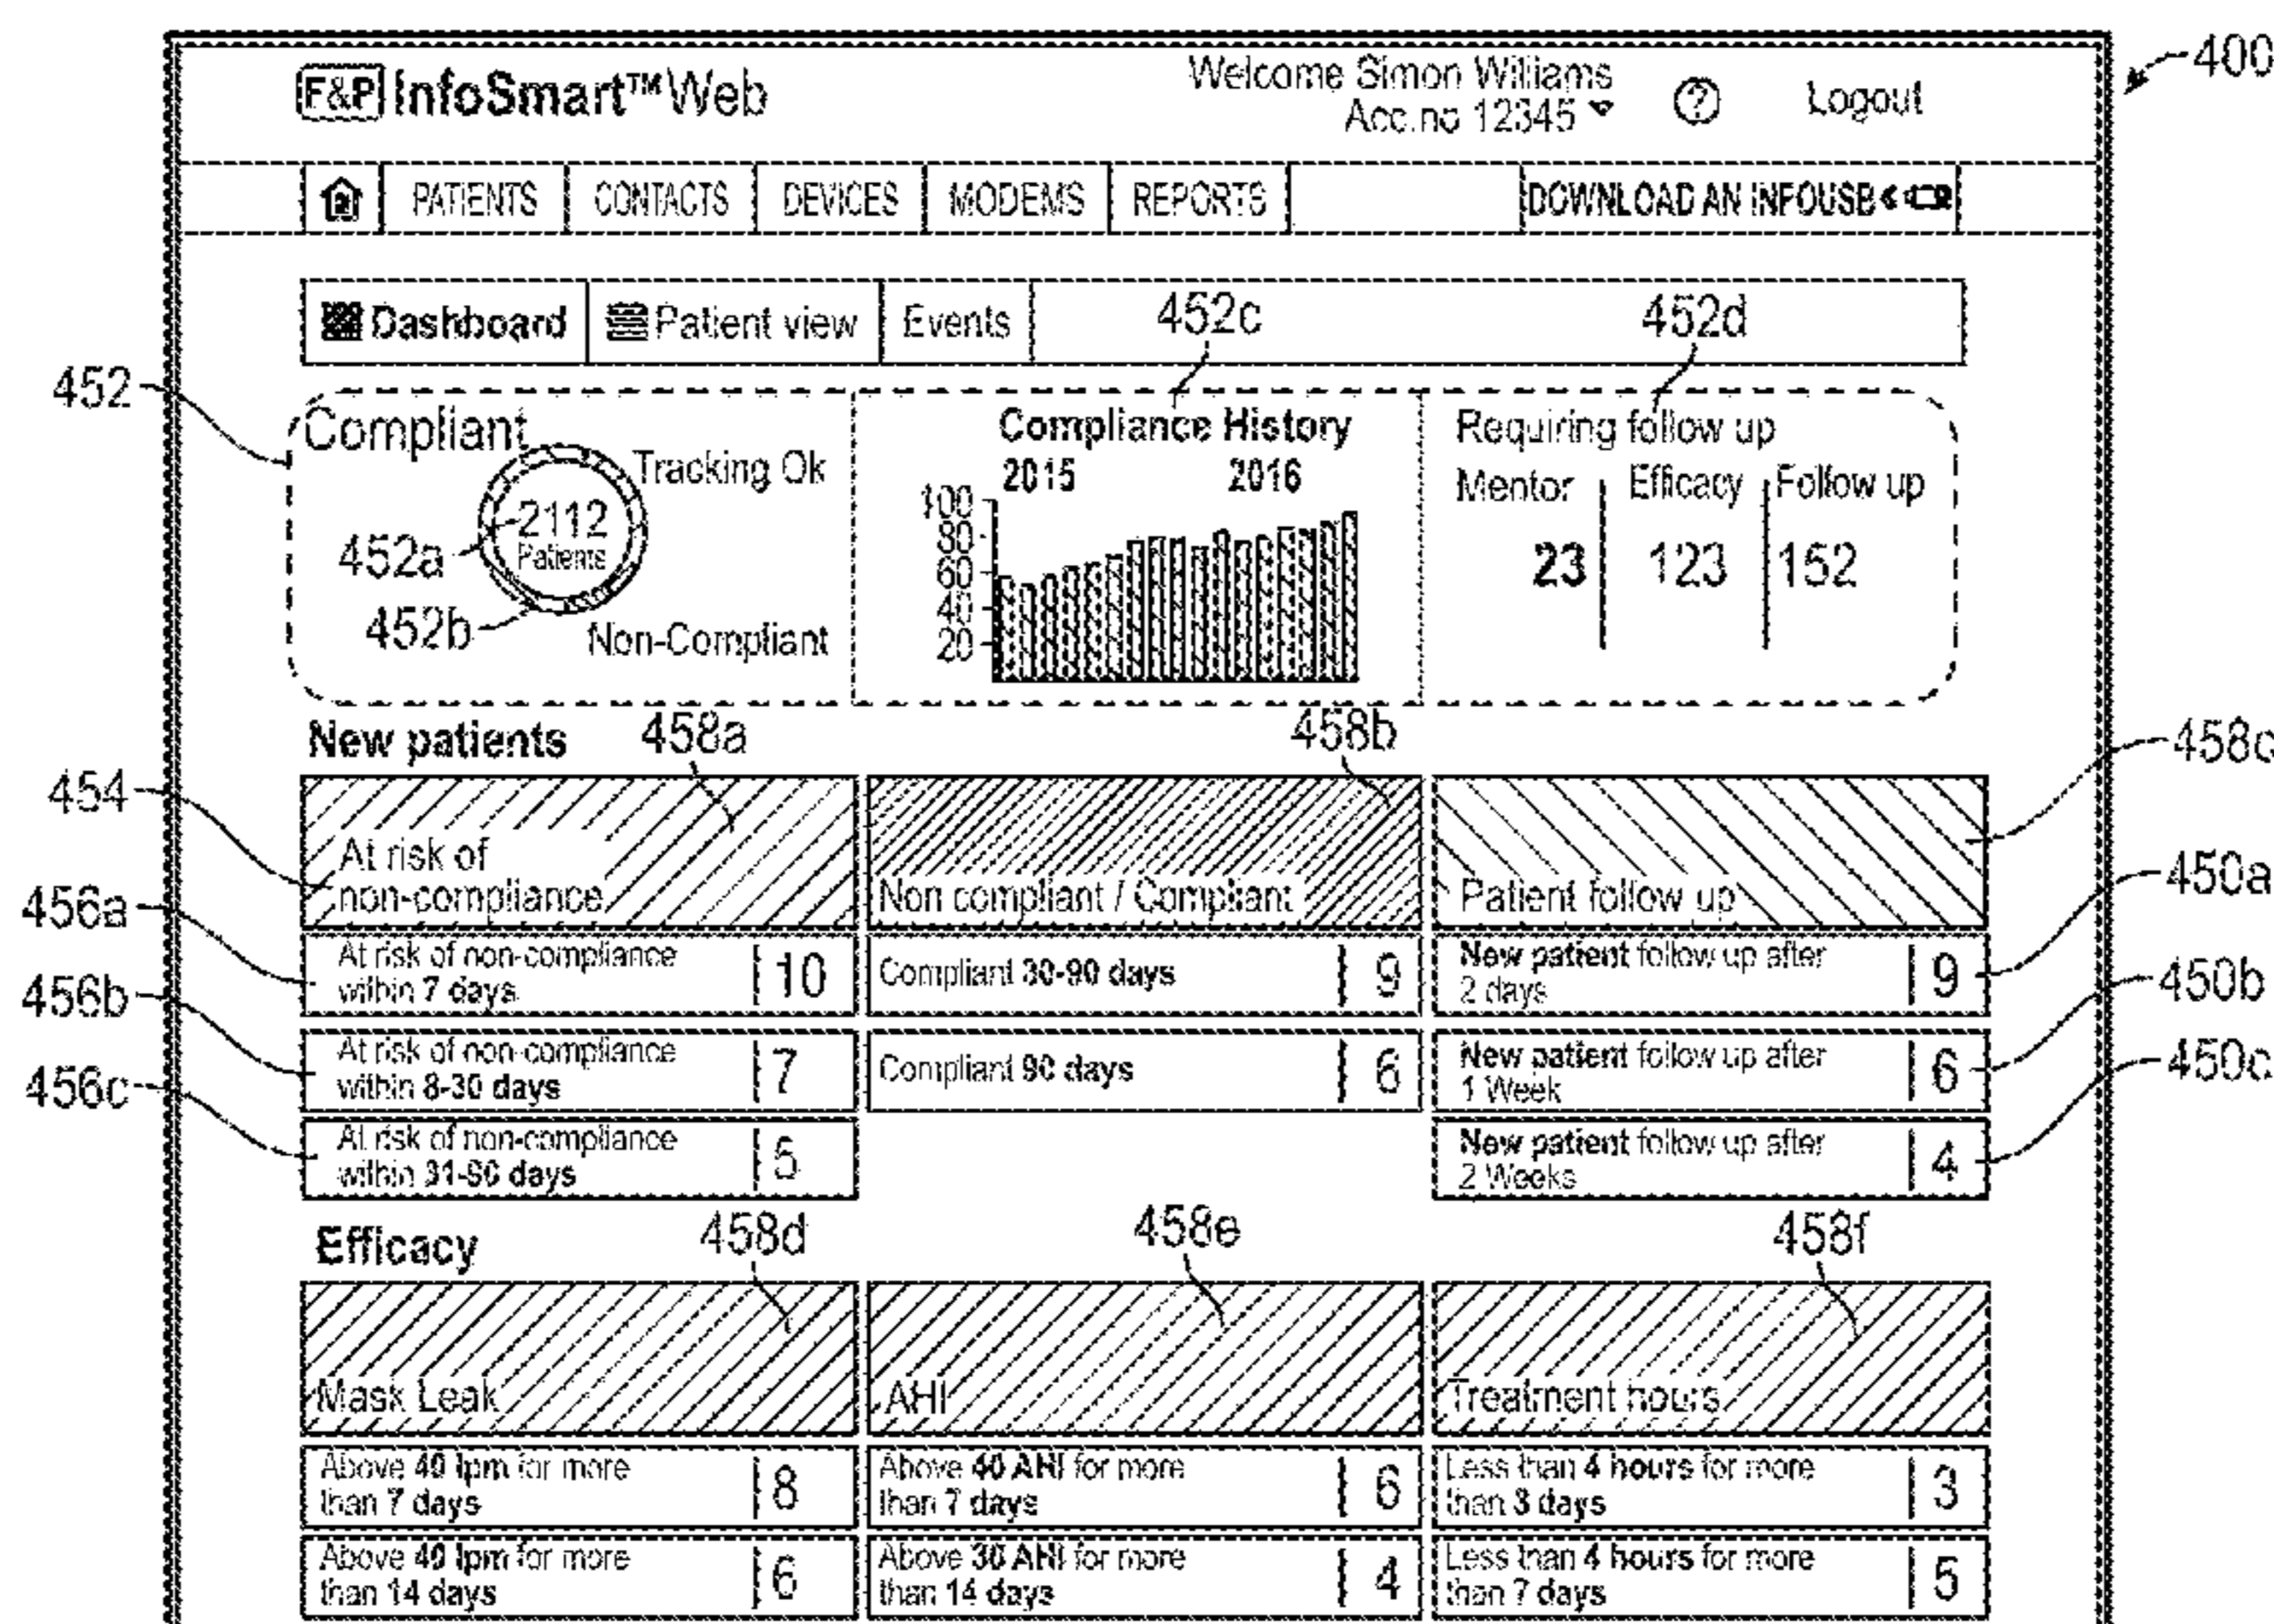 F&P InfoSmart™ Web
Welcome Simon Williams
Acc.no 12345
?
Logout
400
PATIENTS
CONTACTS
DEVICES
MODEMS
REPORTS
DOWNLOAD AN INFOUSB
Dashboard
Patient view
Events
452c
452d
452
Compliant
Tracking Ok
2112
Patients
452a
452b
Non-Compliant
Compliance History
2015 2016
100
80
60
40
20
Requiring follow up
Mentor Efficacy Follow up
23 123 152
New patients
458a
458b
458c
454
At risk of
non-compliance
Non compliant / Compliant
Patient follow up
450a
456a
At risk of non-compliance
within 7 days
10
Compliant 30-90 days
9
New patient follow up after
2 days
9
450b
456b
At risk of non-compliance
within 8-30 days
7
Compliant 90 days
6
New patient follow up after
1 Week
6
450c
456c
At risk of non-compliance
within 31-90 days
5
New patient follow up after
2 Weeks
4
Efficacy
458d
458e
458f
Mask Leak
AHI
Treatment hours
Above 40 lpm for more
than 7 days
8
Above 40 AHI for more
than 7 days
6
Less than 4 hours for more
than 3 days
3
Above 40 lpm for more
than 14 days
6
Above 30 AHI for more
than 14 days
4
Less than 4 hours for more
than 7 days
5